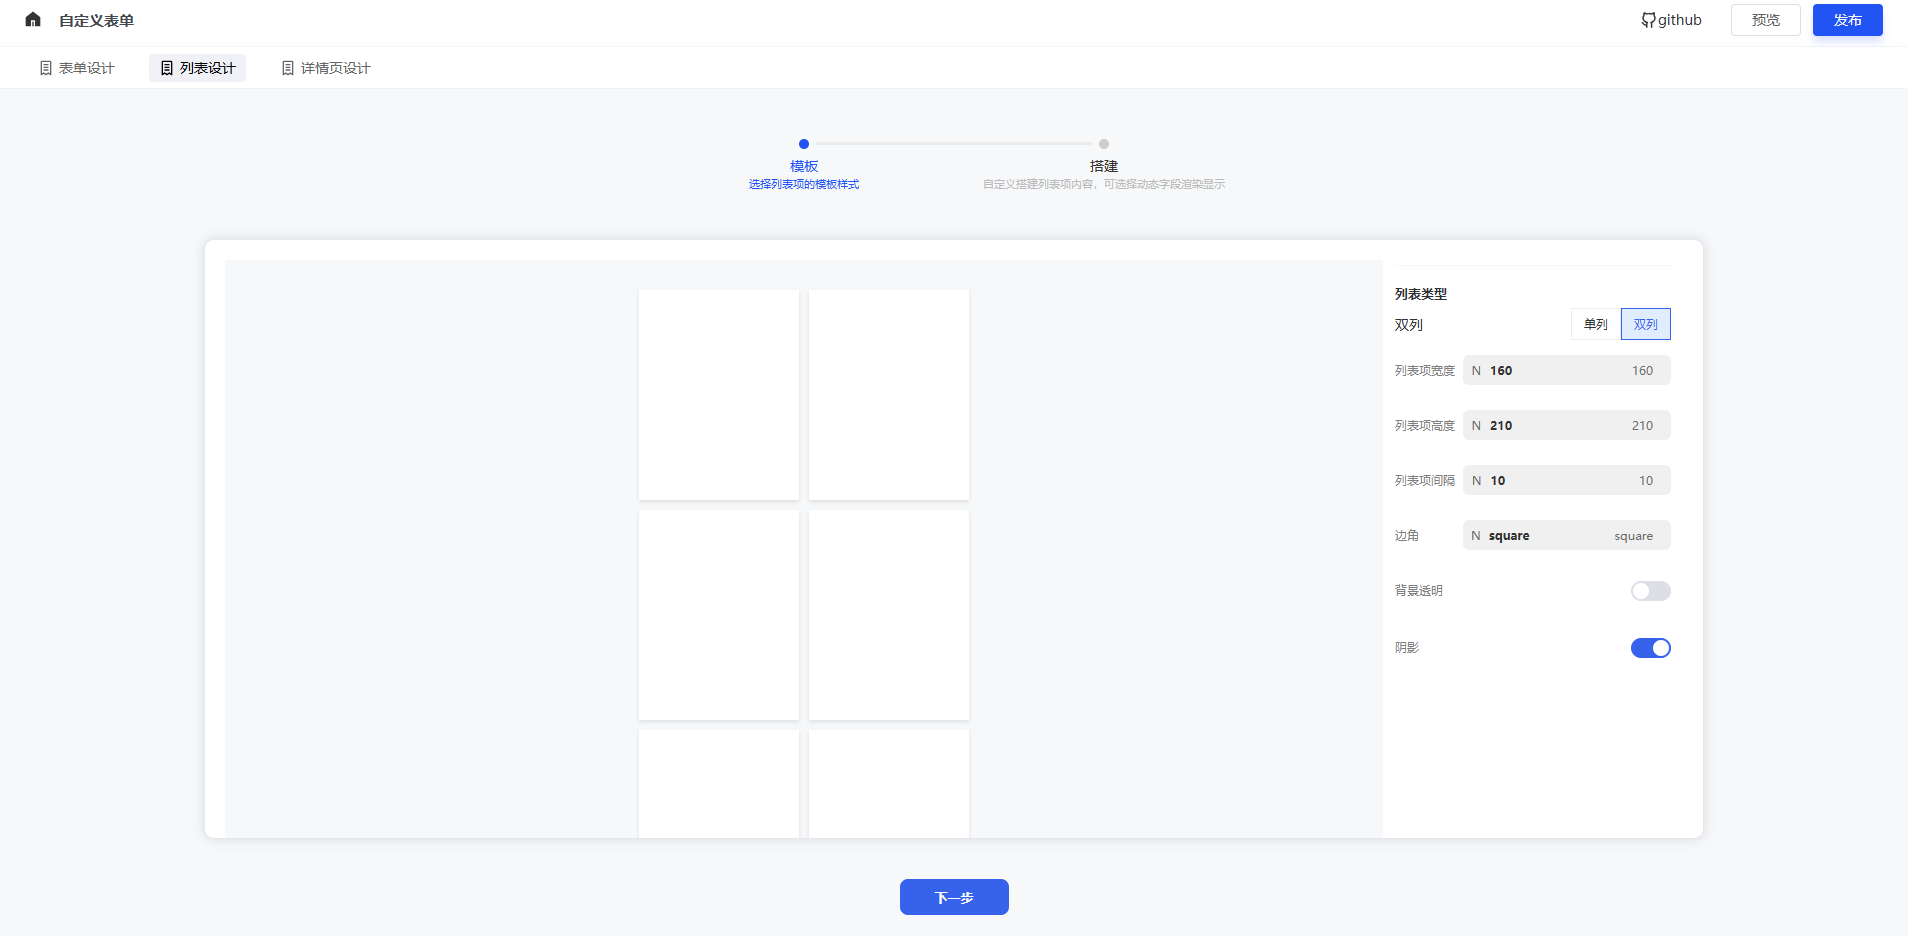 自定义表单
github
预览
发布
表单设计
列表设计
详情页设计
模板
搭建
选择列表项的模板样式
自定义搭建列表项内容，可选择动态字段渲染显示
列表类型
双列
单列
双列
列表项宽度 N 160 160
列表项高度 N 210 210
列表项间隔 N 10 10
边角 N square square
背景透明
阴影
下一步